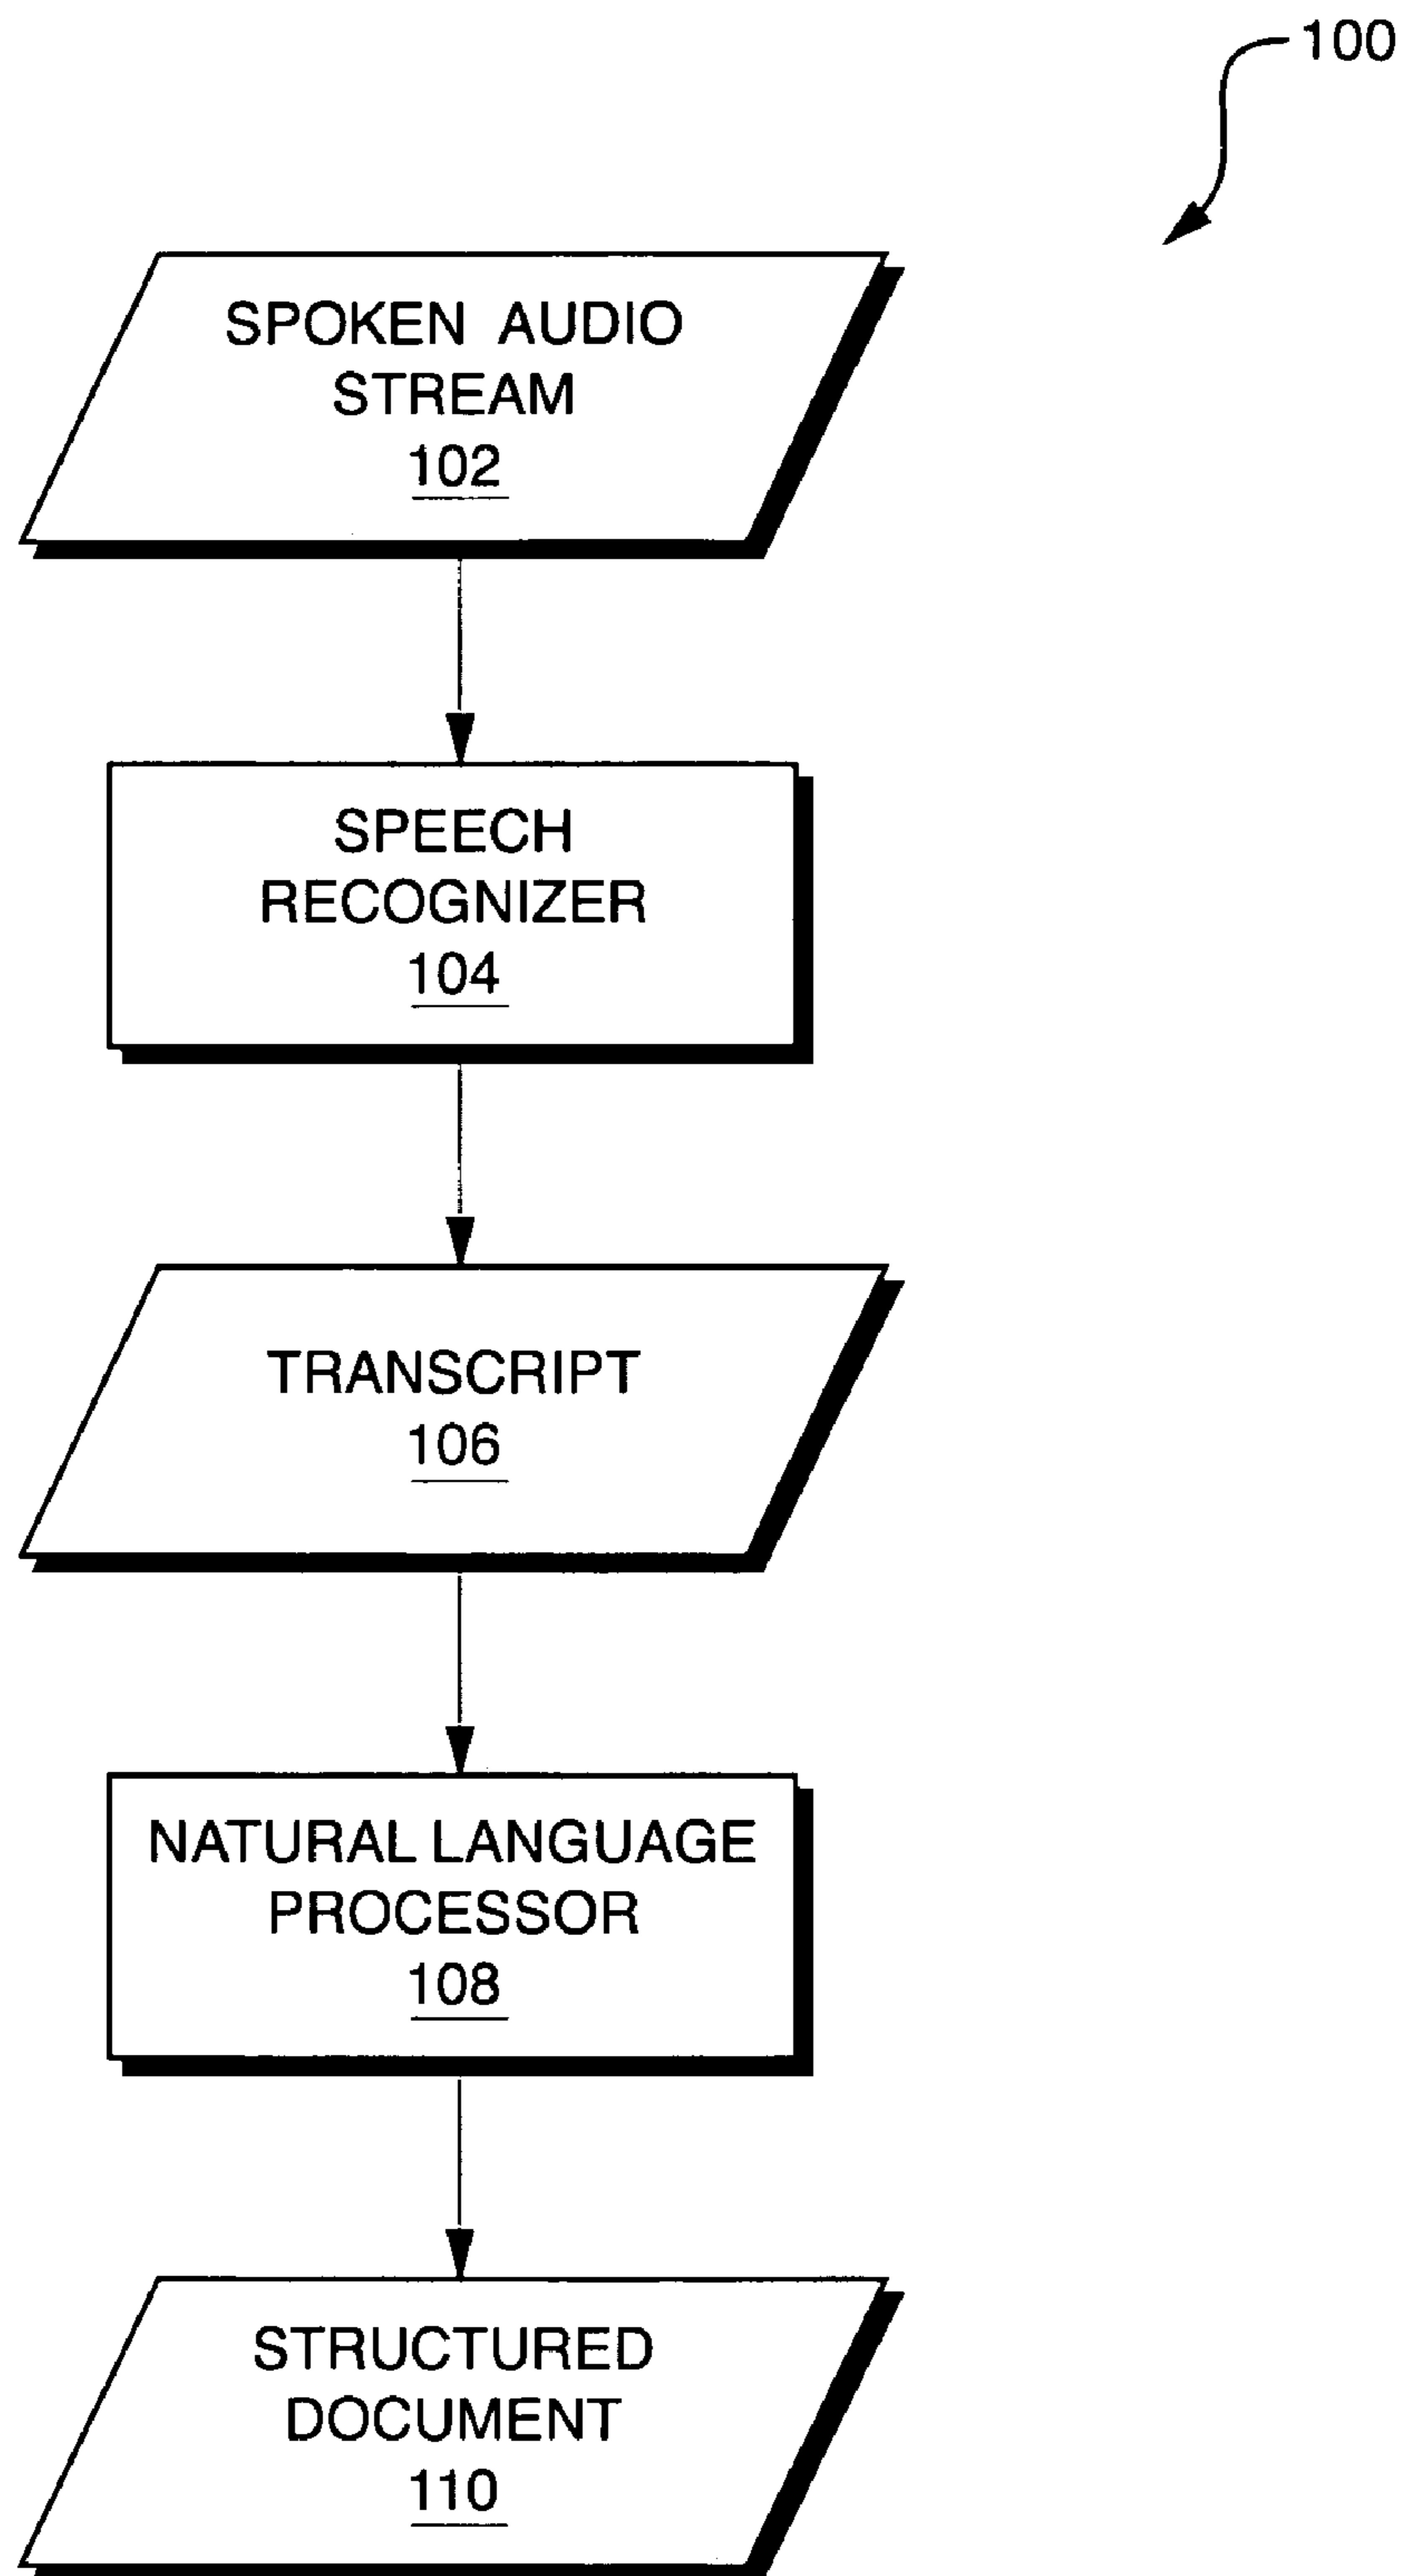 100
SPOKEN AUDIO
STREAM
102
SPEECH
RECOGNIZER
104
TRANSCRIPT
106
NATURAL LANGUAGE
PROCESSOR
108
STRUCTURED
DOCUMENT
110